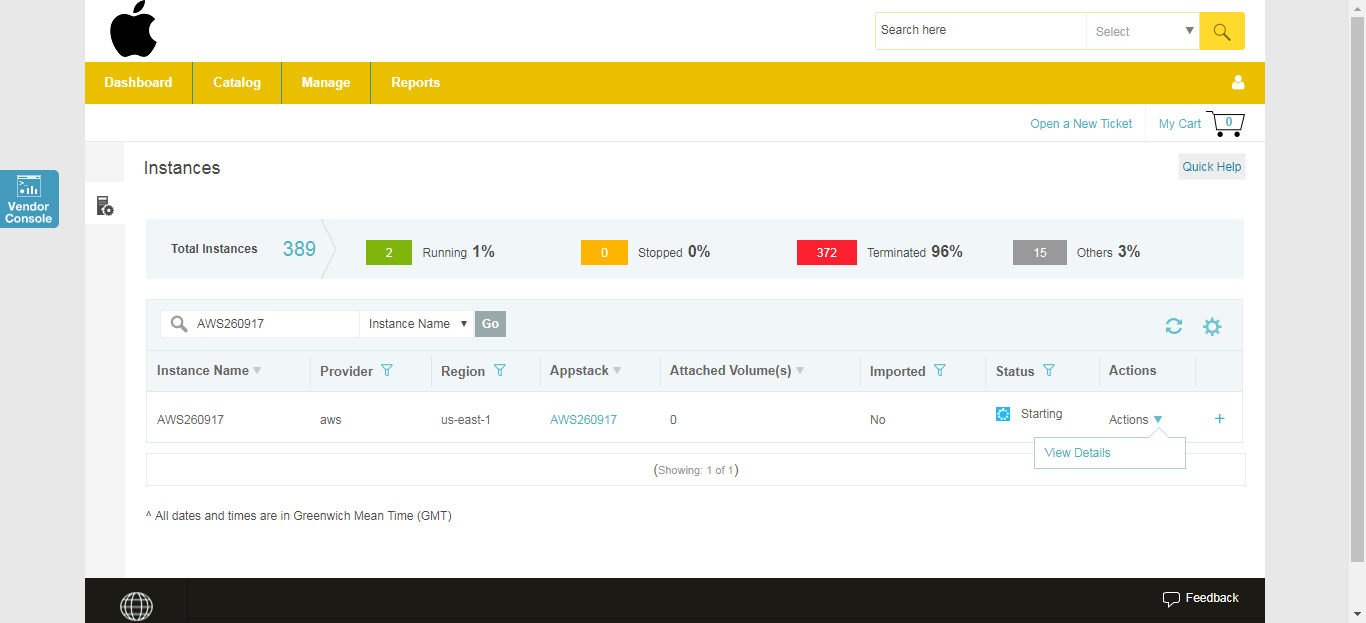 Search here Select
Dashboard Catalog Manage Reports
Open a New Ticket My Cart 0
Instances Quick Help
Vendor
Console
Total Instances 389 2 Running 1% 0 Stopped 0% 372 Terminated 96% 15 Others 3%
AWS260917 Instance Name Go
Instance Name Provider Region Appstack Attached Volume(s) Imported Status Actions
AWS260917 aws us-east-1 AWS260917 0 No Starting Actions +
View Details
(Showing: 1 of 1)
^ All dates and times are in Greenwich Mean Time (GMT)
Feedback